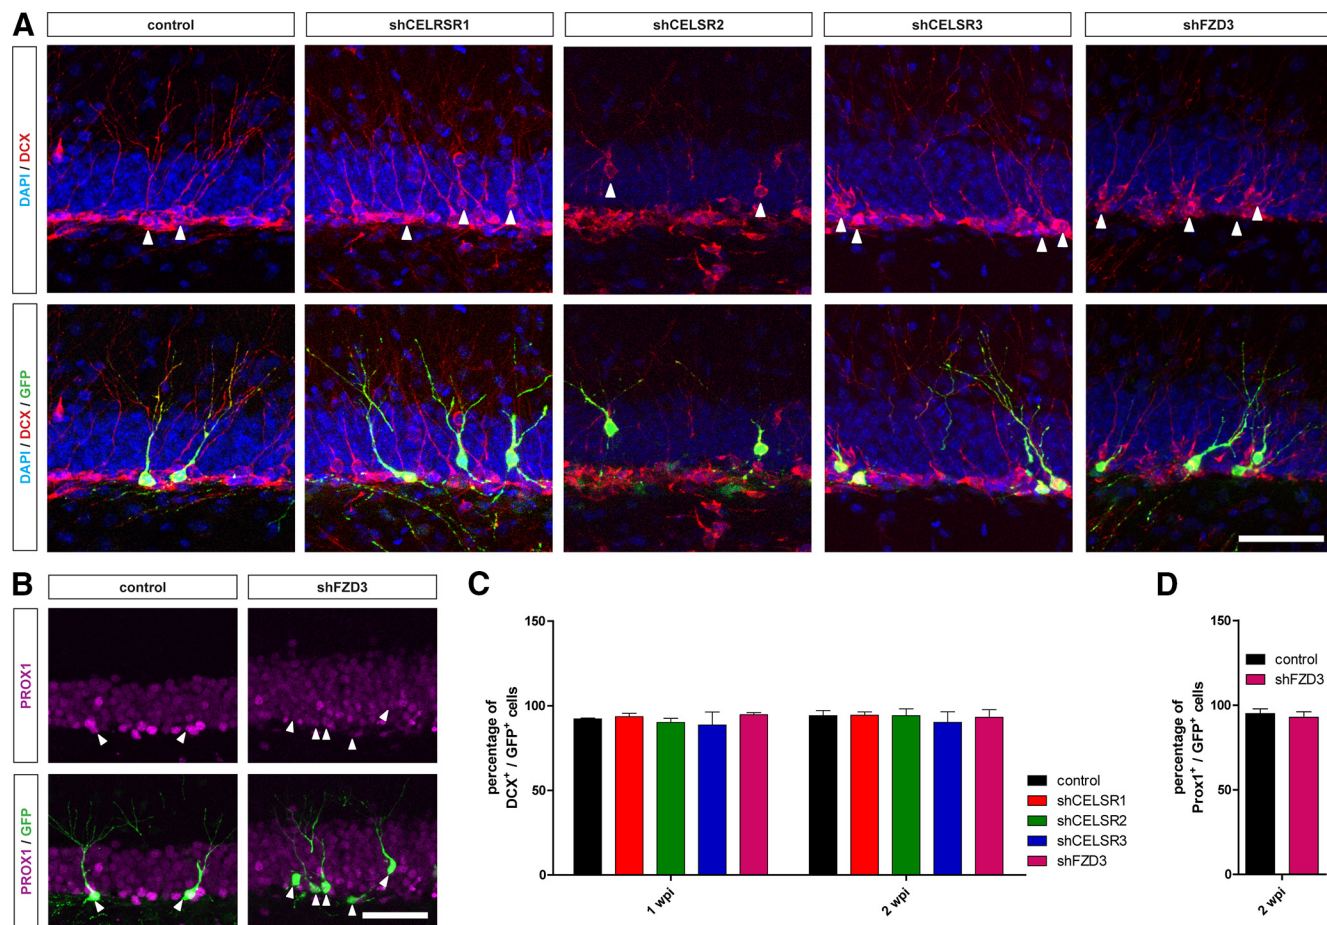 A
control
shCELRSR1
shCELSR2
shCELSR3
shFZD3
DAPI / DCX
DAPI / DCX / GFP
B
control
shFZD3
PROX1
PROX1 / GFP
C
percentage of
DCX+ / GFP+ cells
150
100
50
0
1 wpi
2 wpi
control
shCELSR1
shCELSR2
shCELSR3
shFZD3
D
percentage of
Prox1+ / GFP+ cells
150
100
50
0
control
shFZD3
2 wpi